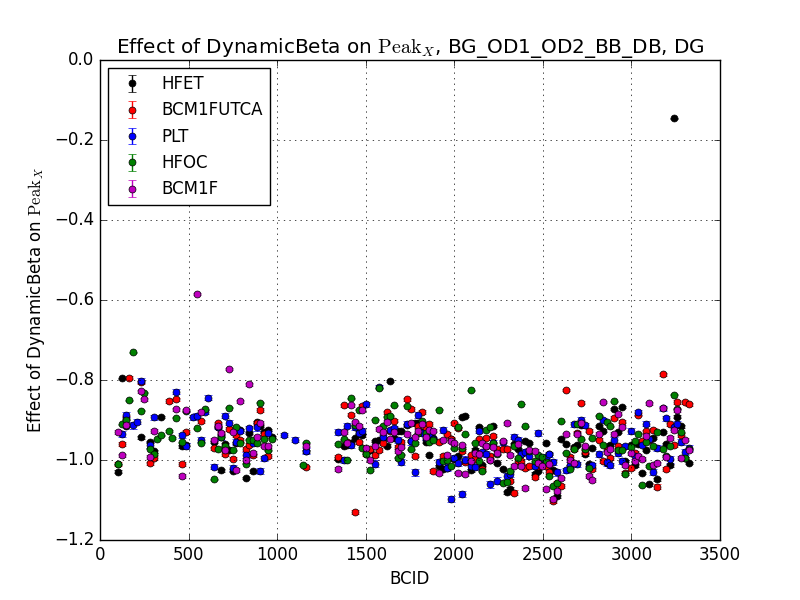 Effect of DynamicBeta on Peak_X, BG_OD1_OD2_BB_DB, DG
HFET
BCM1FUTCA
PLT
HFOC
BCM1F
Effect of DynamicBeta on Peak_X
0.0
−0.2
−0.4
−0.6
−0.8
−1.0
−1.2
0 500 1000 1500 2000 2500 3000 3500
BCID